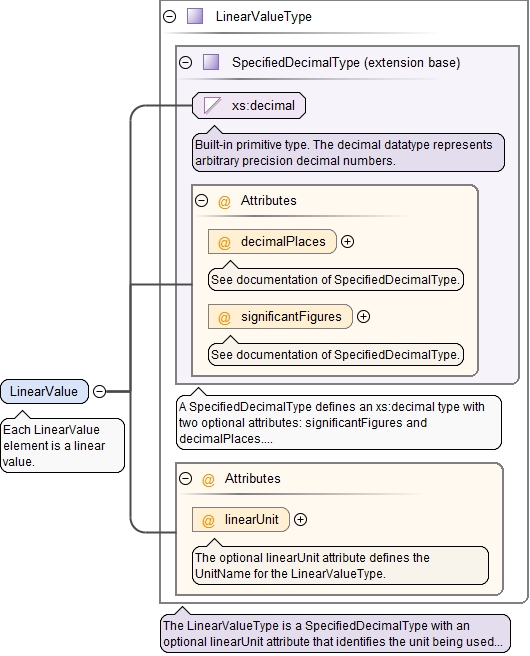 LinearValueType
SpecifiedDecimalType (extension base)
xs:decimal
Built-in primitive type. The decimal datatype represents
arbitrary precision decimal numbers.
@ Attributes
@ decimalPlaces
See documentation of SpecifiedDecimalType.
@ significantFigures
See documentation of SpecifiedDecimalType.
LinearValue
Each LinearValue
element is a linear
value.
A SpecifiedDecimalType defines an xs:decimal type with
two optional attributes: significantFigures and
decimalPlaces....
@ Attributes
@ linearUnit
The optional linearUnit attribute defines the
UnitName for the LinearValueType.
The LinearValueType is a SpecifiedDecimalType with an
optional linearUnit attribute that identifies the unit being used...